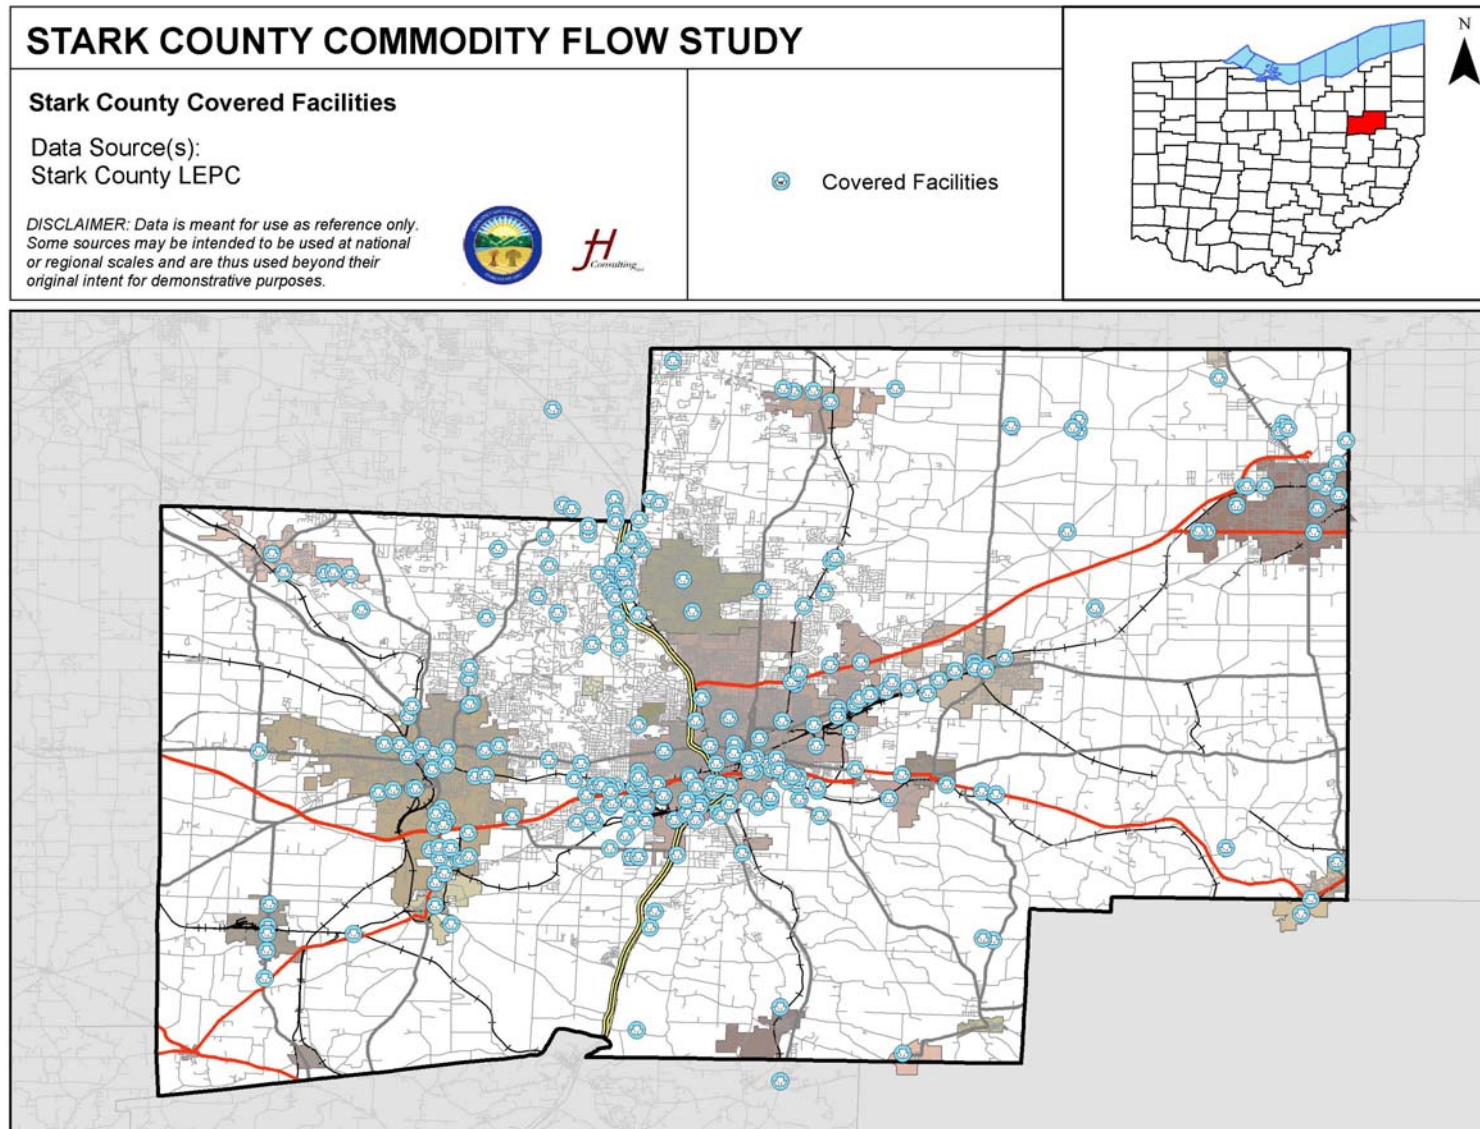 STARK COUNTY COMMODITY FLOW STUDY
Stark County Covered Facilities
Data Source(s):
Stark County LEPC
DISCLAIMER: Data is meant for use as reference only.
Some sources may be intended to be used at national
or regional scales and are thus used beyond their
original intent for demonstrative purposes.
JH
Consulting
Covered Facilities
N